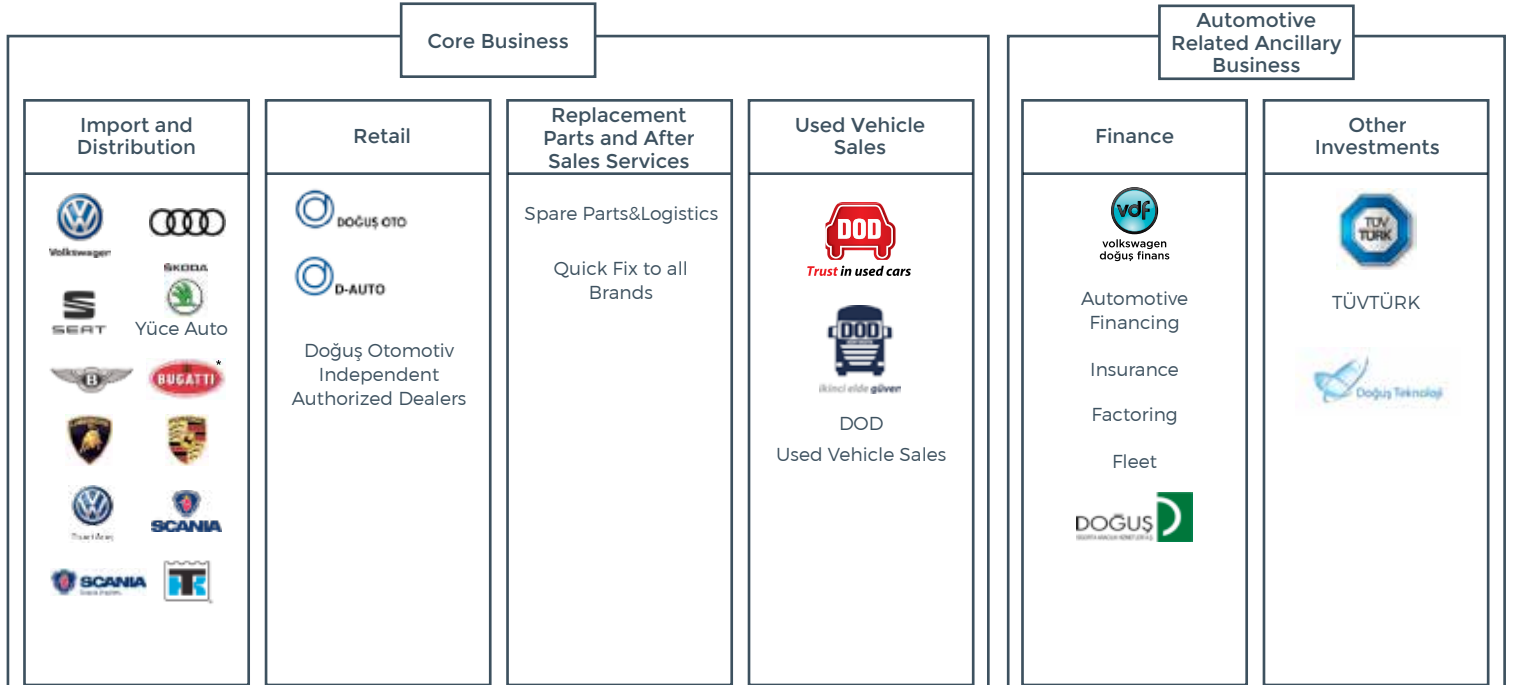 Core Business
Automotive
Related Ancillary
Business
Import and
Distribution
Volkswagen
ŠKODA
SEAT
Yüce Auto
B
BUGATTI
*
SCANIA
SCANIA
TK
Retail
DOĞUŞ OTO
D-AUTO
Doğuş Otomotiv
Independent
Authorized Dealers
Replacement
Parts and After
Sales Services
Spare Parts&Logistics
Quick Fix to all
Brands
Used Vehicle
Sales
DOD
Trust in used cars
DOD
ikinci elde güven
DOD
Used Vehicle Sales
Finance
vdf
volkswagen
doğuş finans
Automotive
Financing
Insurance
Factoring
Fleet
DOĞUŞ
Other
Investments
TÜV
TURK
TÜVTÜRK
Doğuş Teknoloji